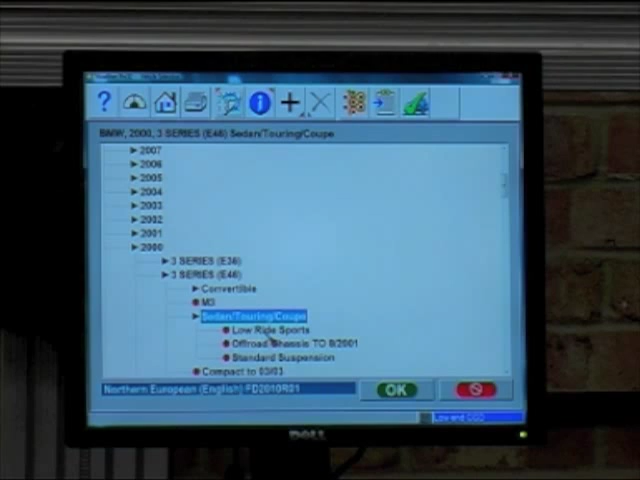 BMW, 2000, 3 SERIES (E46) Sedan/Touring/Coupe
2007
2006
2005
2004
2003
2002
2001
2000
3 SERIES (E36)
3 SERIES (E46)
Convertible
M3
Sedan/Touring/Coupe
Low Ride Sports
Offroad Chassis TO 8/2001
Standard Suspension
Compact to 03/03
Northern European (English) FD2010R01
OK
DELL